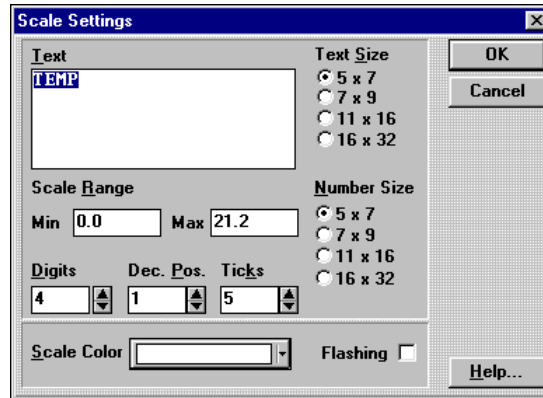 Scale Settings
Text
TEMP
Text Size
5 x 7
7 x 9
11 x 16
16 x 32
OK
Cancel
Scale Range
Min 0.0 Max 21.2
Number Size
5 x 7
7 x 9
11 x 16
16 x 32
Digits Dec. Pos. Ticks
4 1 5
Scale Color
Flashing
Help...